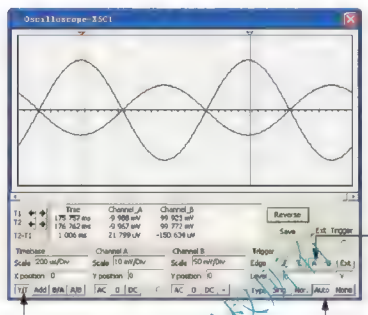 Oscilloscope-XSC1
Time Channel_A Channel_B
T1 175.757 ms -9.988 mV 99.923 mV
T2 176.762 ms -9.967 mV 99.772 mV
T2-T1 1.006 ms 21.799 uV -150.634 uV
Reverse
Save Ext Trigger
Timebase Channel A Channel B Trigger
Scale 200 us/Div Scale 10 mV/Div Scale 50 mV/Div Edge Ext
X position 0 Y position 0 Y position 0 Level V
Y/T Add B/A A/B AC 0 DC AC 0 DC - Type Sing. Nor. Auto None